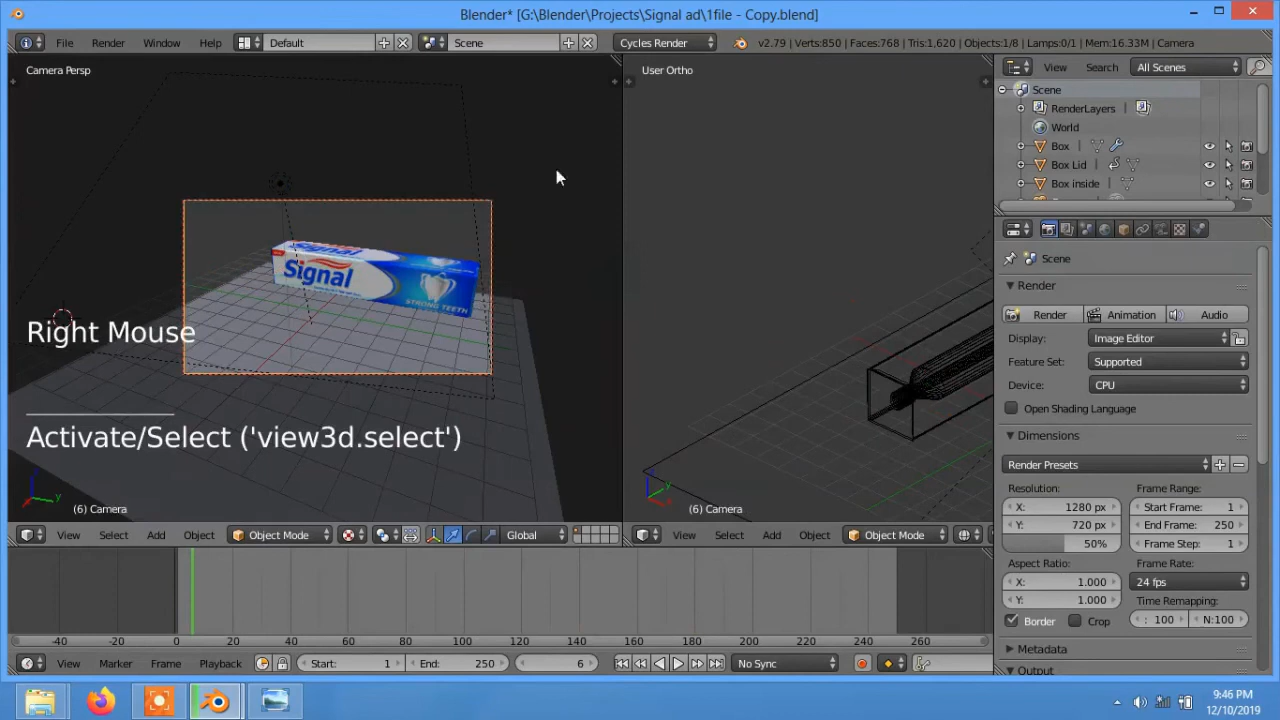 Blender* [G:\Blender\Projects\Signal ad\1file - Copy.blend]
File Render Window Help Default Scene Cycles Render v2.79 | Verts:850 | Faces:768 | Tris:1,620 | Objects:1/8 | Lamps:0/1 | Mem:16.33M | Camera
Camera Persp
User Ortho
View Search All Scenes
Scene
RenderLayers
World
Box
Box Lid
Box inside
Scene
Render
Render Animation Audio
Display: Image Editor
Feature Set: Supported
Device: CPU
Open Shading Language
Dimensions
Render Presets
Resolution: Frame Range:
X: 1280 px Start Frame: 1
Y: 720 px End Frame: 250
50% Frame Step: 1
Aspect Ratio: Frame Rate:
X: 1.000 24 fps
Y: 1.000 Time Remapping:
Border Crop : 100 N:100
Metadata
Output
Signal
Signal
STRONG TEETH
Right Mouse
Activate/Select ('view3d.select')
(6) Camera
(6) Camera
View Select Add Object Object Mode Global
View Select Add Object Object Mode
-40 -20 0 20 40 60 80 100 120 140 160 180 200 220 240 260
View Marker Frame Playback Start: 1 End: 250 6 No Sync
9:46 PM
12/10/2019